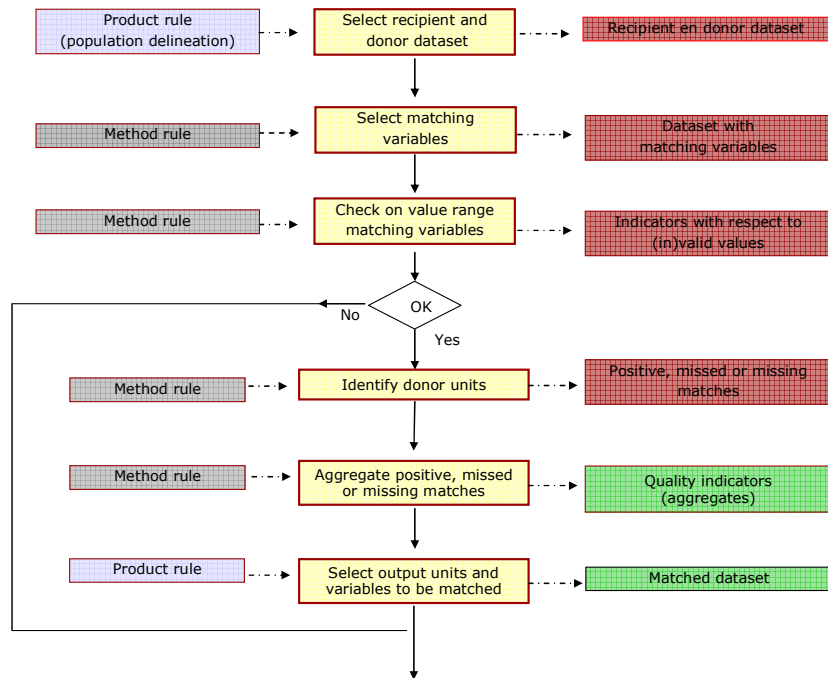 Product rule
(population delineation)
Select recipient and
donor dataset
Recipient en donor dataset
Method rule
Select matching
variables
Dataset with
matching variables
Method rule
Check on value range
matching variables
Indicators with respect to
(in)valid values
OK
No
Yes
Method rule
Identify donor units
Positive, missed or missing
matches
Method rule
Aggregate positive, missed
or missing matches
Quality indicators
(aggregates)
Product rule
Select output units and
variables to be matched
Matched dataset